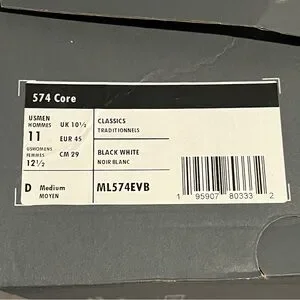 574 Core
USMEN
HOMMES
11
UK 10½
EUR 45
USWOMENS
FEMMES
12½
CM 29
CLASSICS
TRADITIONNELS
BLACK WHITE
NOIR BLANC
D Medium
MOYEN
ML574EVB
1 95907 80333 2